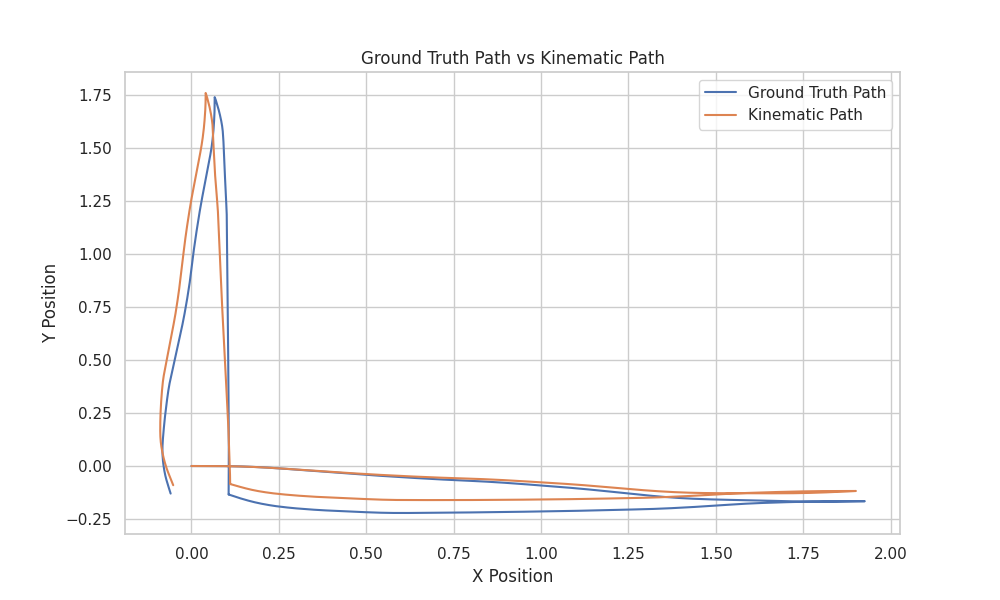 Ground Truth Path vs Kinematic Path
Ground Truth Path
Kinematic Path
Y Position
1.75
1.50
1.25
1.00
0.75
0.50
0.25
0.00
−0.25
0.00 0.25 0.50 0.75 1.00 1.25 1.50 1.75 2.00
X Position